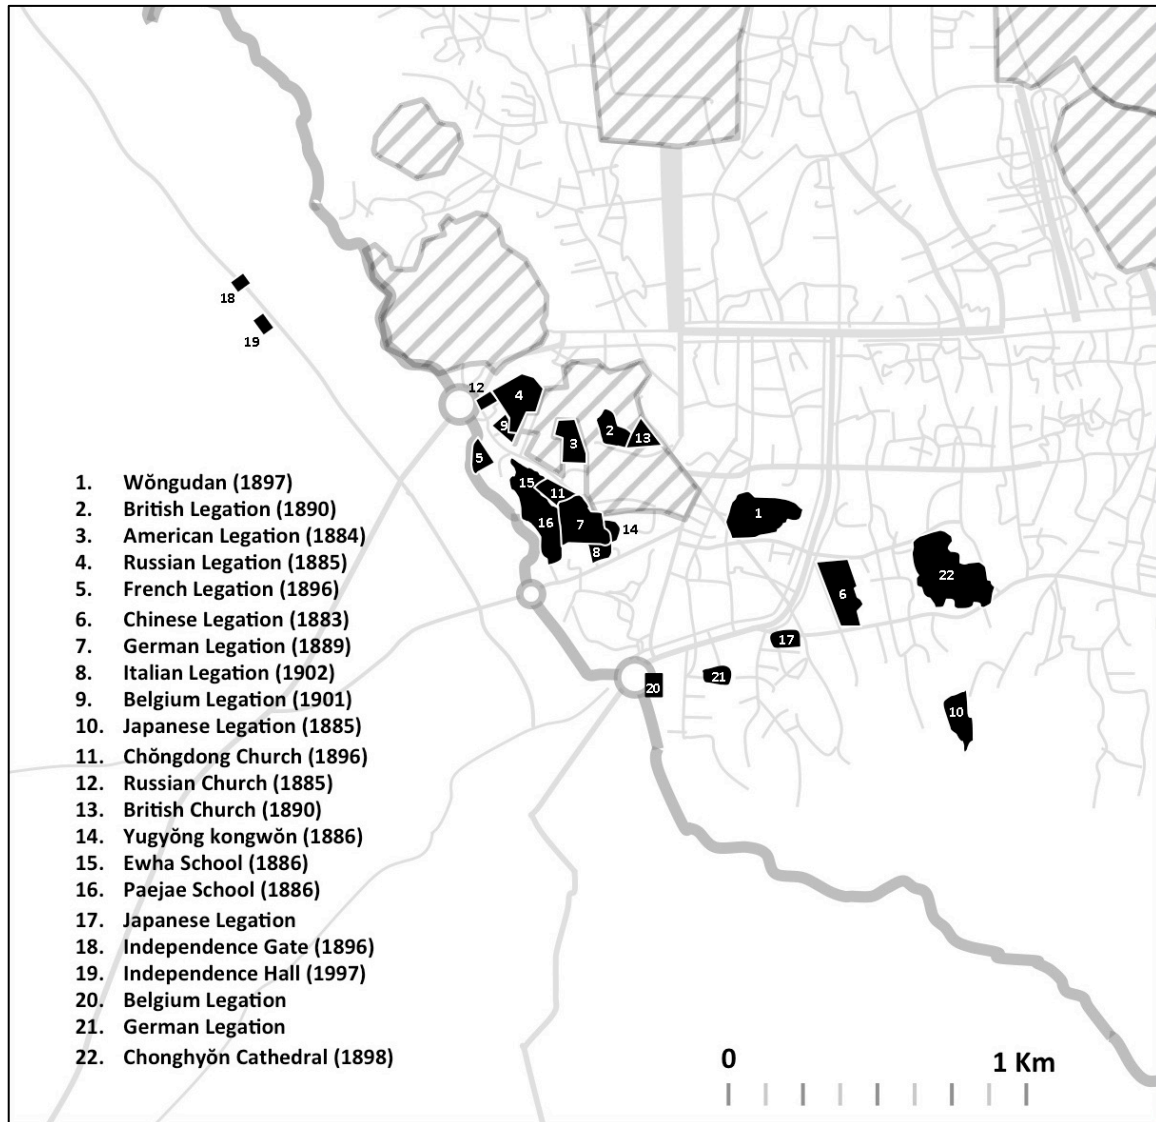 18
19
12
4
9
5
3
2
13
15
11
16
7
14
8
1
6
22
17
21
20
10
1. Wŏngudan (1897)
2. British Legation (1890)
3. American Legation (1884)
4. Russian Legation (1885)
5. French Legation (1896)
6. Chinese Legation (1883)
7. German Legation (1889)
8. Italian Legation (1902)
9. Belgium Legation (1901)
10. Japanese Legation (1885)
11. Chŏngdong Church (1896)
12. Russian Church (1885)
13. British Church (1890)
14. Yugyŏng kongwŏn (1886)
15. Ewha School (1886)
16. Paejae School (1886)
17. Japanese Legation
18. Independence Gate (1896)
19. Independence Hall (1997)
20. Belgium Legation
21. German Legation
22. Chonghyŏn Cathedral (1898)
0 1 Km